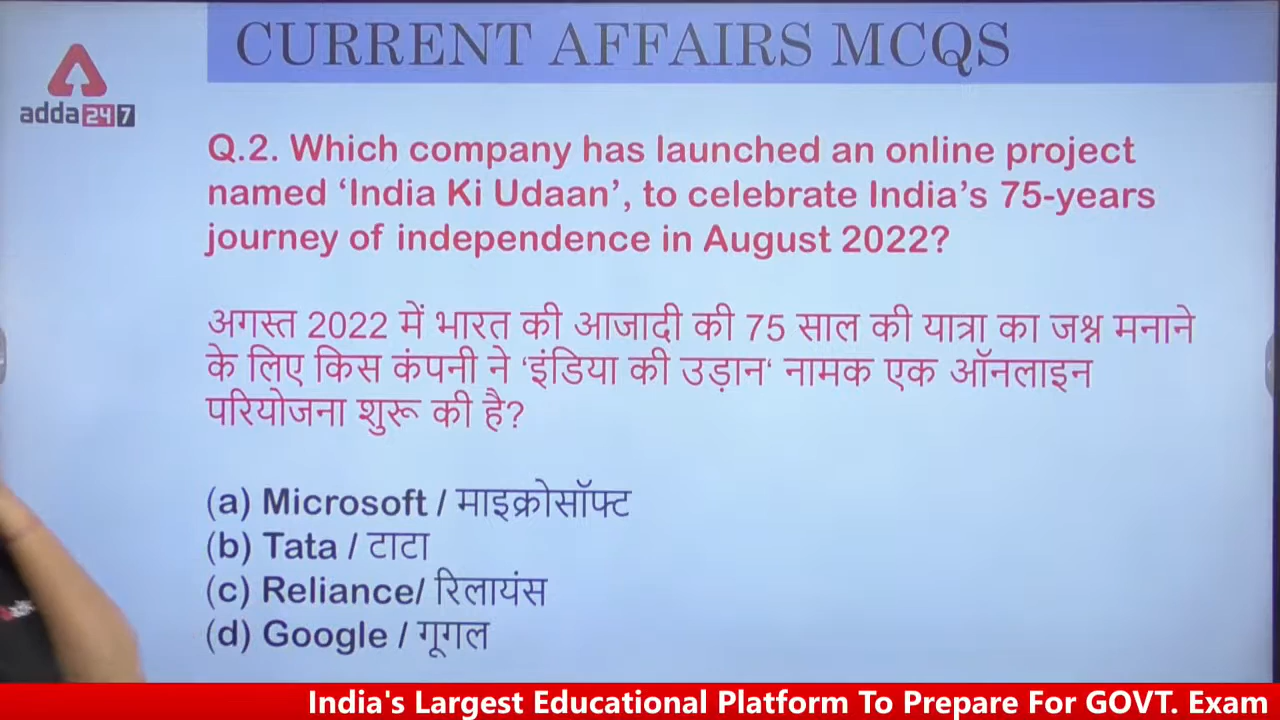 CURRENT AFFAIRS MCQS
adda247
Q.2. Which company has launched an online project
named ‘India Ki Udaan’, to celebrate India’s 75-years
journey of independence in August 2022?
अगस्त 2022 में भारत की आजादी की 75 साल की यात्रा का जश्न मनाने
के लिए किस कंपनी ने ‘इंडिया की उड़ान‘ नामक एक ऑनलाइन
परियोजना शुरू की है?
(a) Microsoft / माइक्रोसॉफ्ट
(b) Tata / टाटा
(c) Reliance/ रिलायंस
(d) Google / गूगल
India's Largest Educational Platform To Prepare For GOVT. Exam